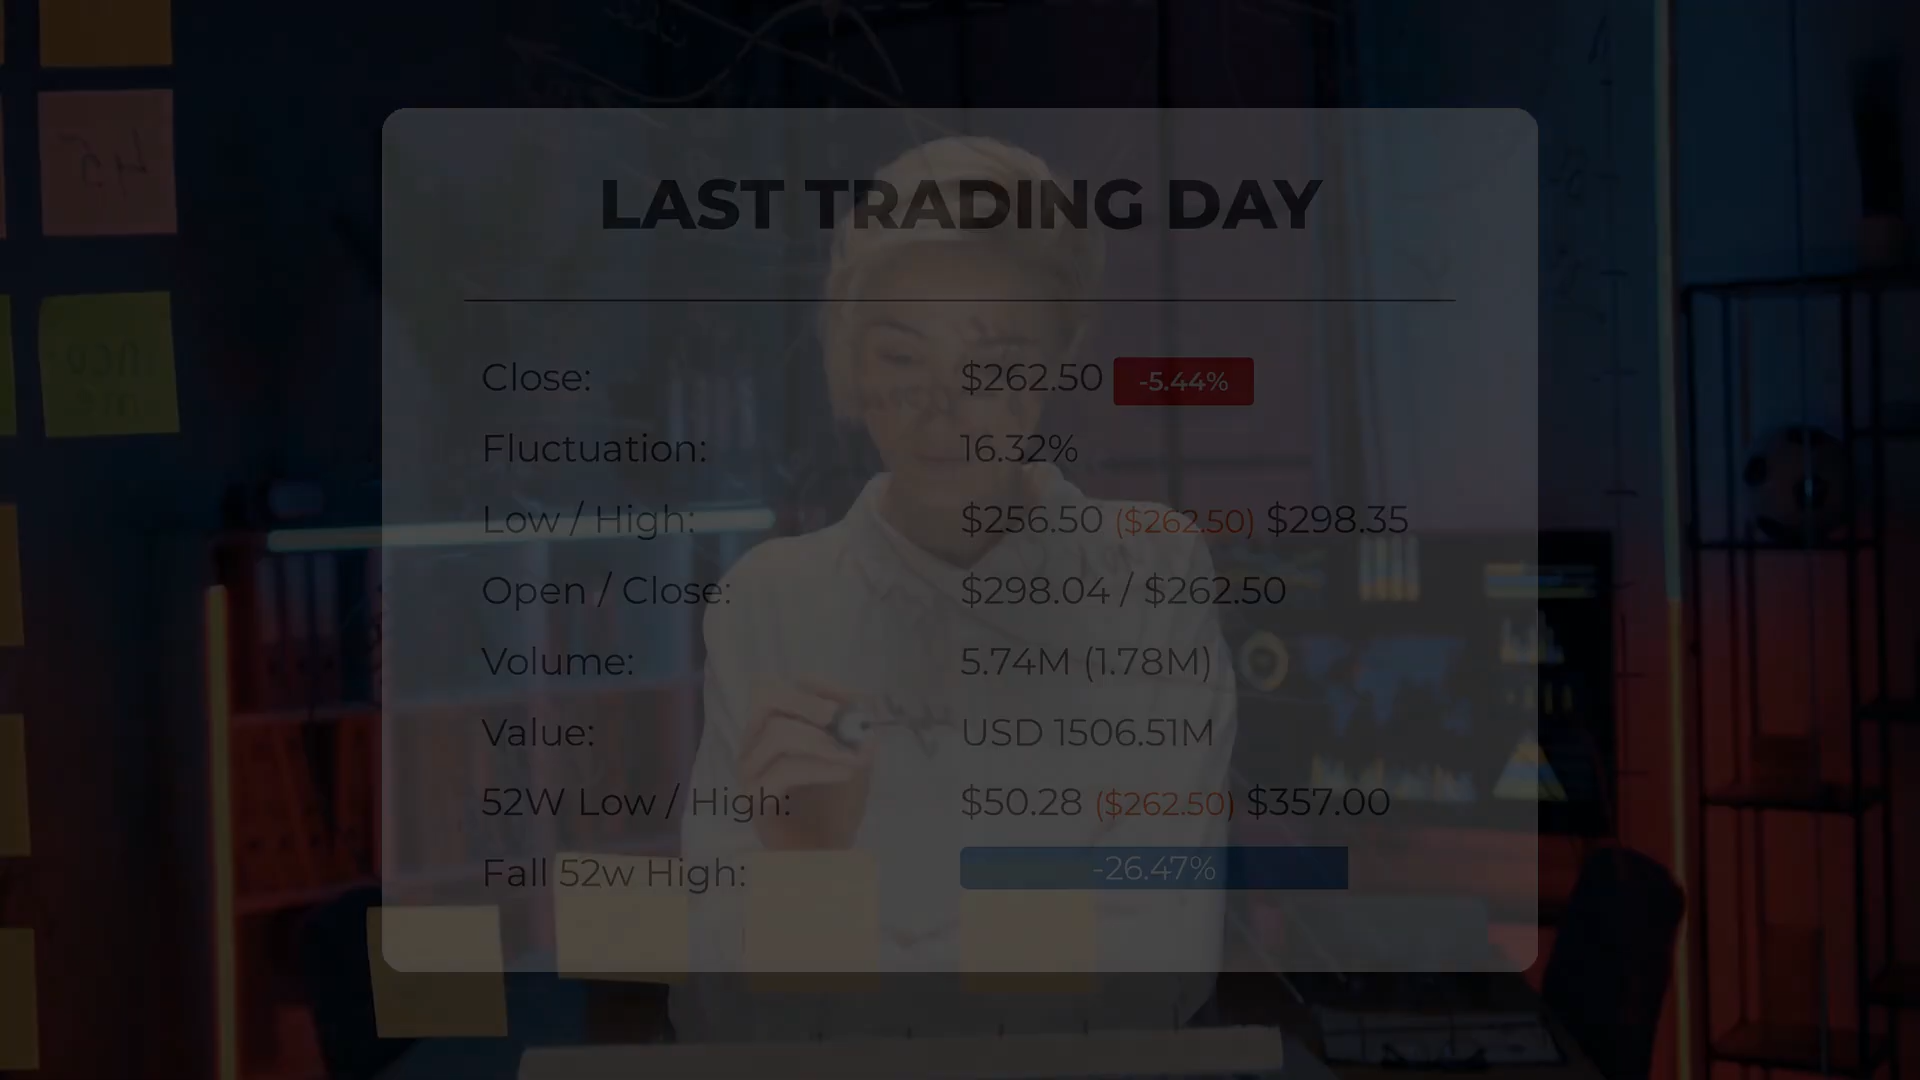 LAST TRADING DAY
Close: $262.50 -5.44%
Fluctuation: 16.32%
Low / High: $256.50 ($262.50) $298.35
Open / Close: $298.04 / $262.50
Volume: 5.74M (1.78M)
Value: USD 1506.51M
52W Low / High: $50.28 ($262.50) $357.00
Fall 52w High: -26.47%